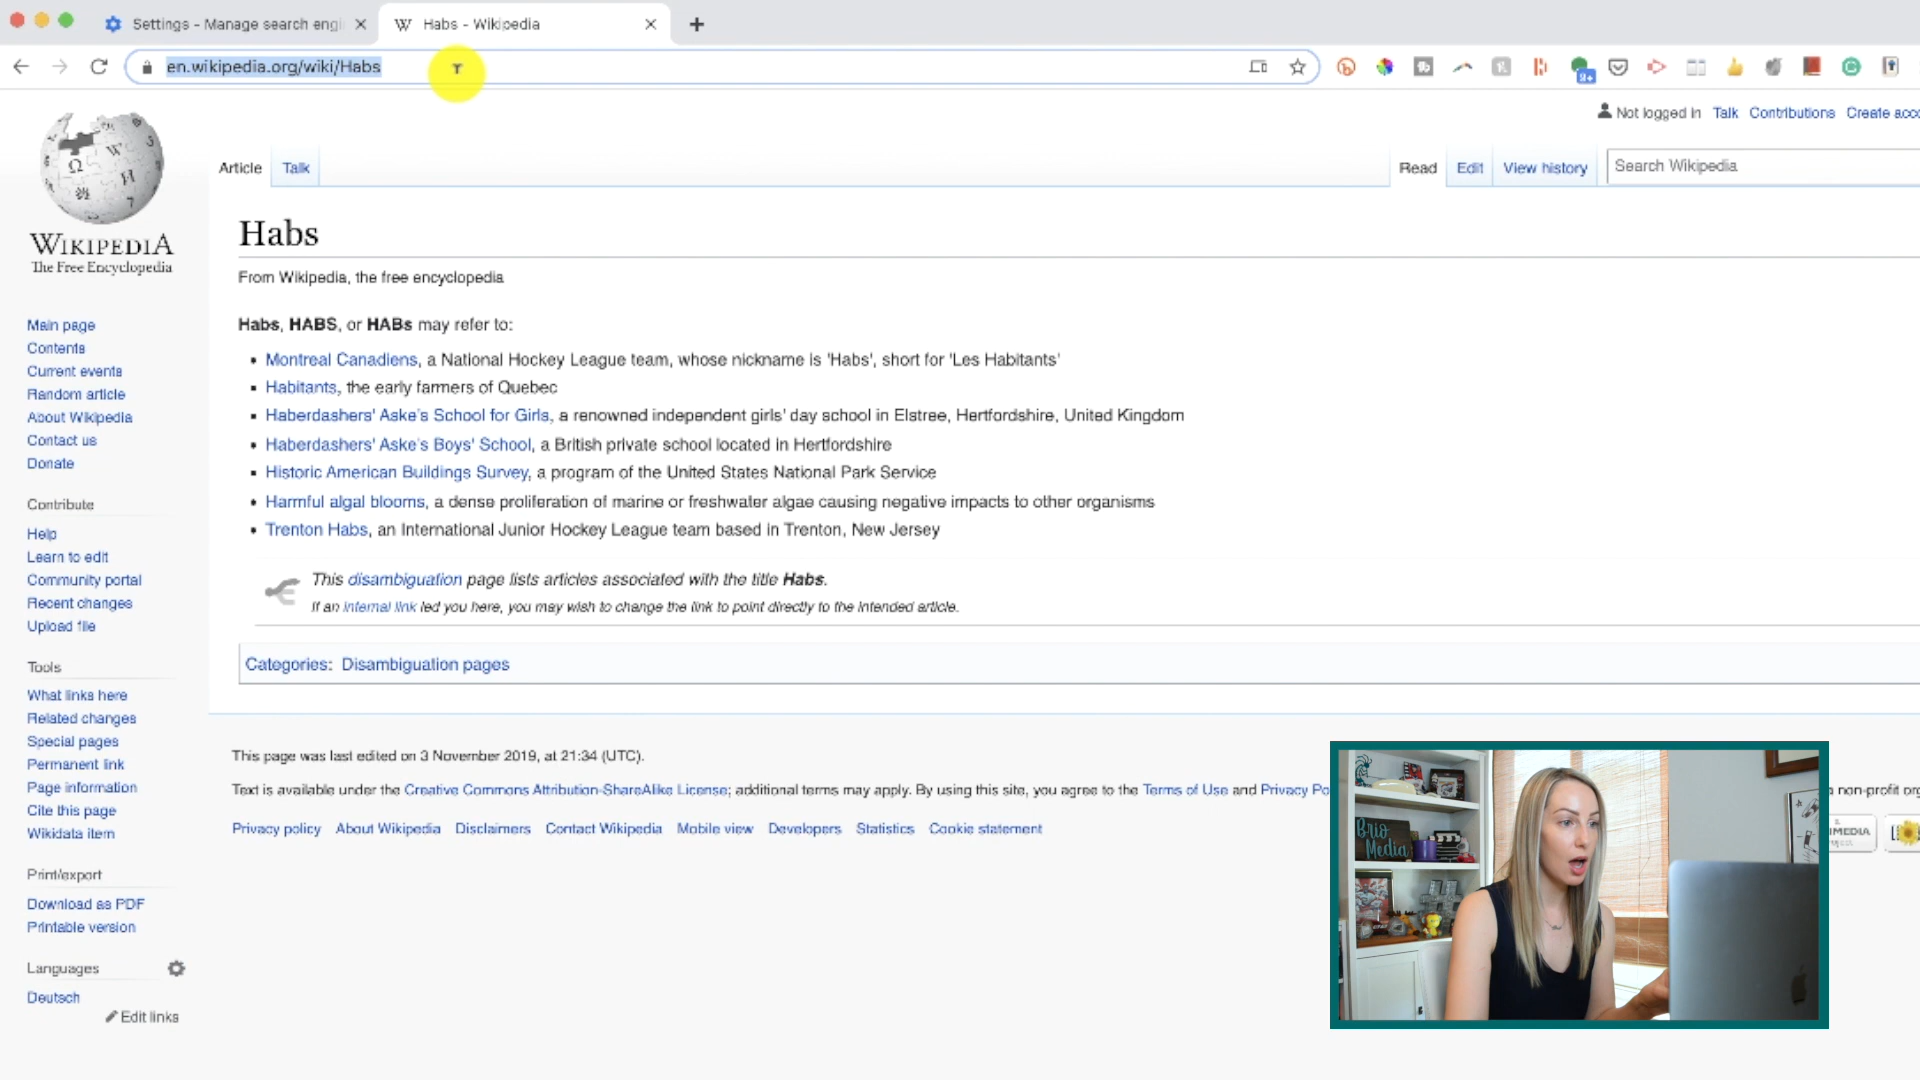 Settings - Manage search engi
Habs - Wikipedia
en.wikipedia.org/wiki/Habs
9+
Not logged in Talk Contributions Create acco
Article Talk
Read Edit View history Search Wikipedia
WIKIPEDIA
The Free Encyclopedia
Habs
From Wikipedia, the free encyclopedia
Habs, HABS, or HABs may refer to:
Montreal Canadiens, a National Hockey League team, whose nickname is 'Habs', short for 'Les Habitants'
Habitants, the early farmers of Quebec
Haberdashers' Aske's School for Girls, a renowned independent girls' day school in Elstree, Hertfordshire, United Kingdom
Haberdashers' Aske's Boys' School, a British private school located in Hertfordshire
Historic American Buildings Survey, a program of the United States National Park Service
Harmful algal blooms, a dense proliferation of marine or freshwater algae causing negative impacts to other organisms
Trenton Habs, an International Junior Hockey League team based in Trenton, New Jersey
This disambiguation page lists articles associated with the title Habs.
If an internal link led you here, you may wish to change the link to point directly to the intended article.
Categories: Disambiguation pages
Main page
Contents
Current events
Random article
About Wikipedia
Contact us
Donate
Contribute
Help
Learn to edit
Community portal
Recent changes
Upload file
Tools
What links here
Related changes
Special pages
Permanent link
Page information
Cite this page
Wikidata item
Print/export
Download as PDF
Printable version
Languages
Deutsch
Edit links
This page was last edited on 3 November 2019, at 21:34 (UTC).
Text is available under the Creative Commons Attribution-ShareAlike License; additional terms may apply. By using this site, you agree to the Terms of Use and Privacy Po
a non-profit org
Privacy policy About Wikipedia Disclaimers Contact Wikipedia Mobile view Developers Statistics Cookie statement
IMEDIA
Brio
Media